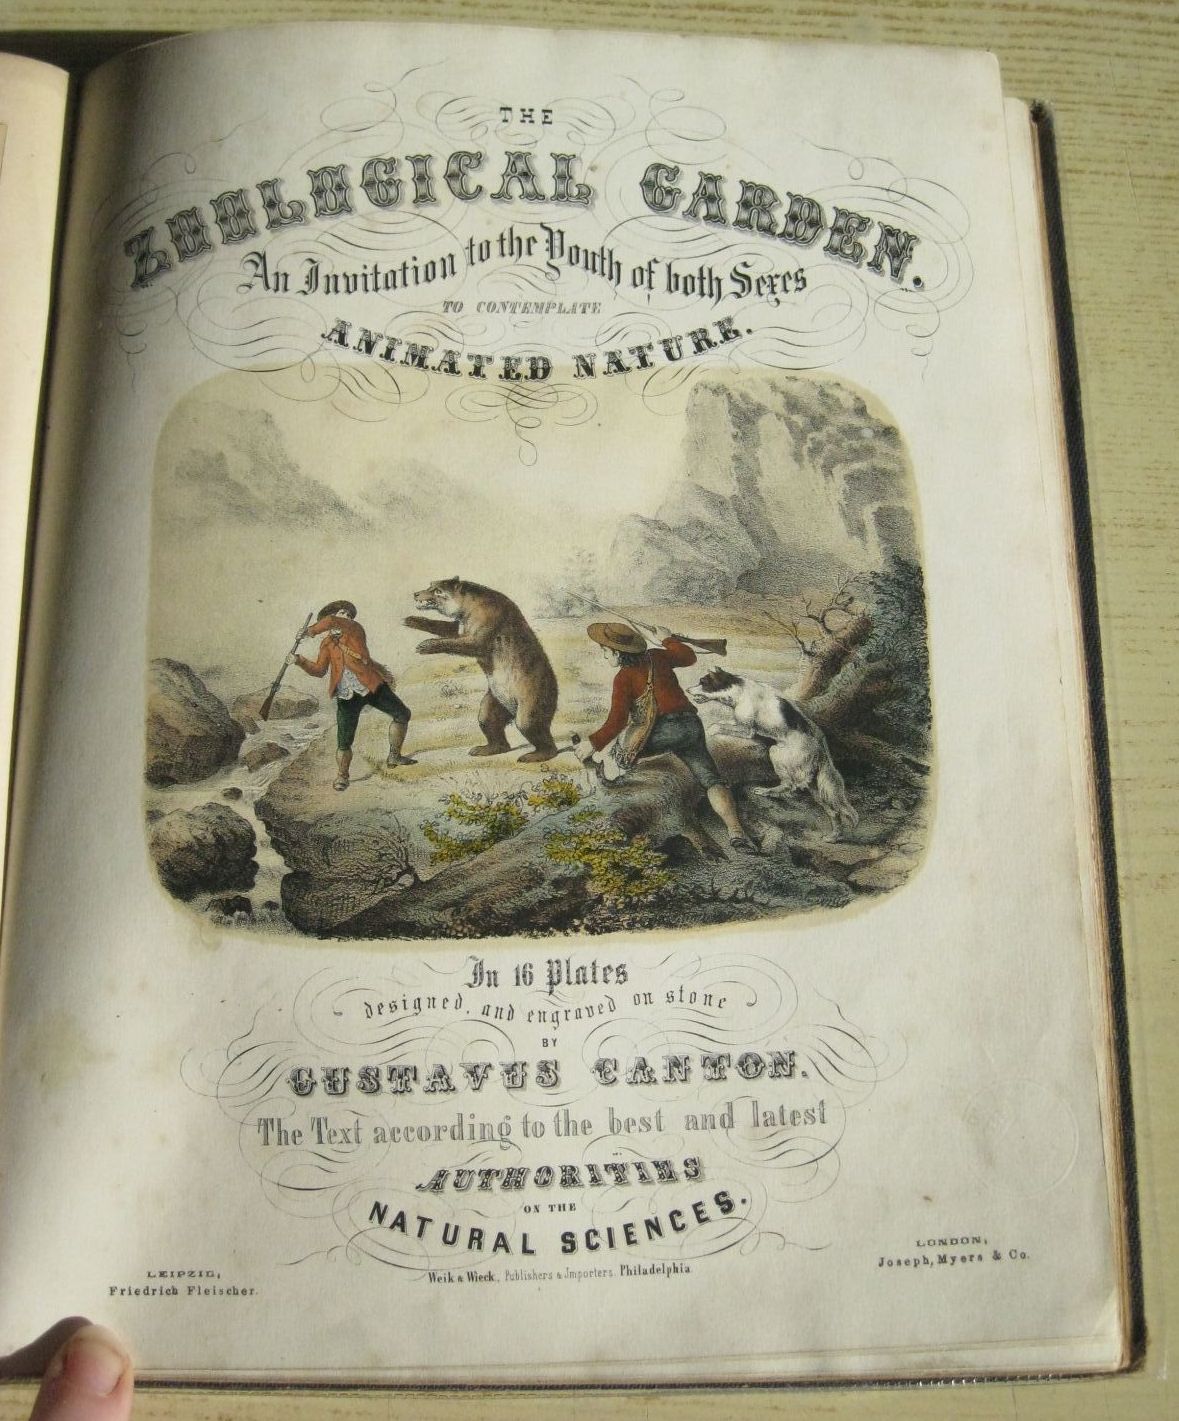 THE
ZOOLOGICAL GARDEN.
An Invitation to the Youth of both Sexes
TO CONTEMPLATE
ANIMATED NATURE.
In 16 Plates
designed, and engraved on stone
BY
GUSTAVUS CANTON.
The Text according to the best and latest
AUTHORITIES
ON THE
NATURAL SCIENCES.
LEIPZIG,
Friedrich Fleischer.
Weik & Wieck, Publishers & Importers. Philadelphia
LONDON,
Joseph, Myers & Co.